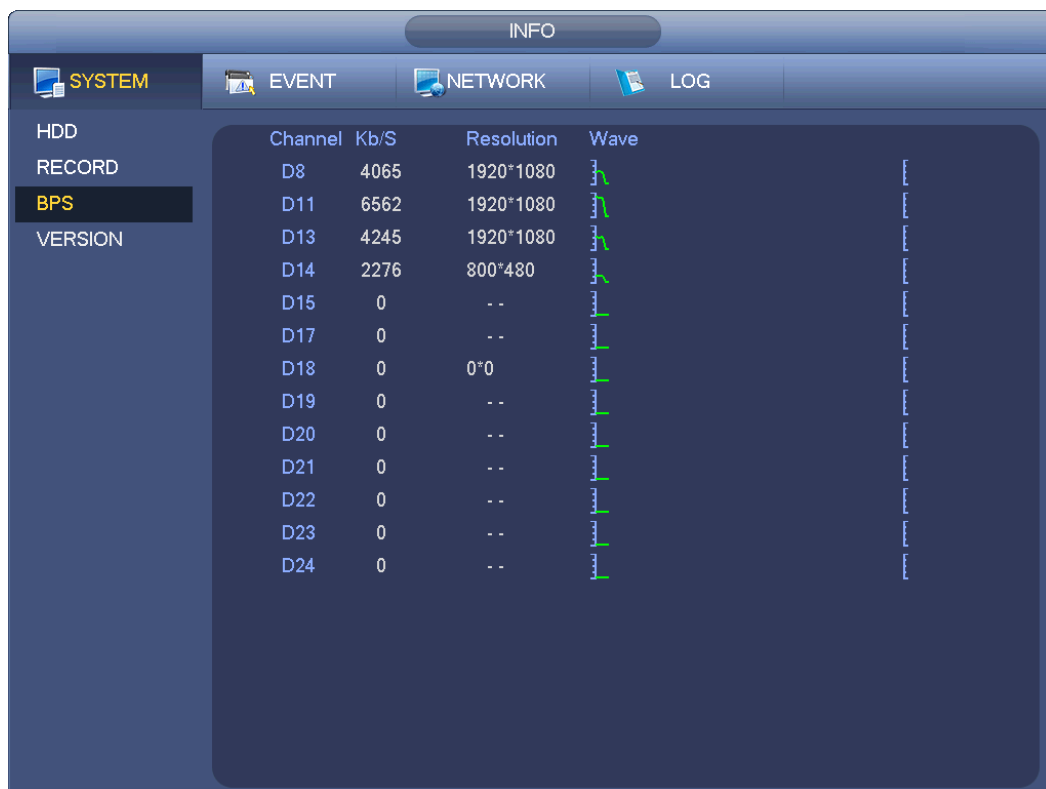 INFO
SYSTEM EVENT NETWORK LOG
HDD
RECORD
BPS
VERSION
Channel Kb/S Resolution Wave
D8 4065 1920*1080
D11 6562 1920*1080
D13 4245 1920*1080
D14 2276 800*480
D15 0 - -
D17 0 - -
D18 0 0*0
D19 0 - -
D20 0 - -
D21 0 - -
D22 0 - -
D23 0 - -
D24 0 - -